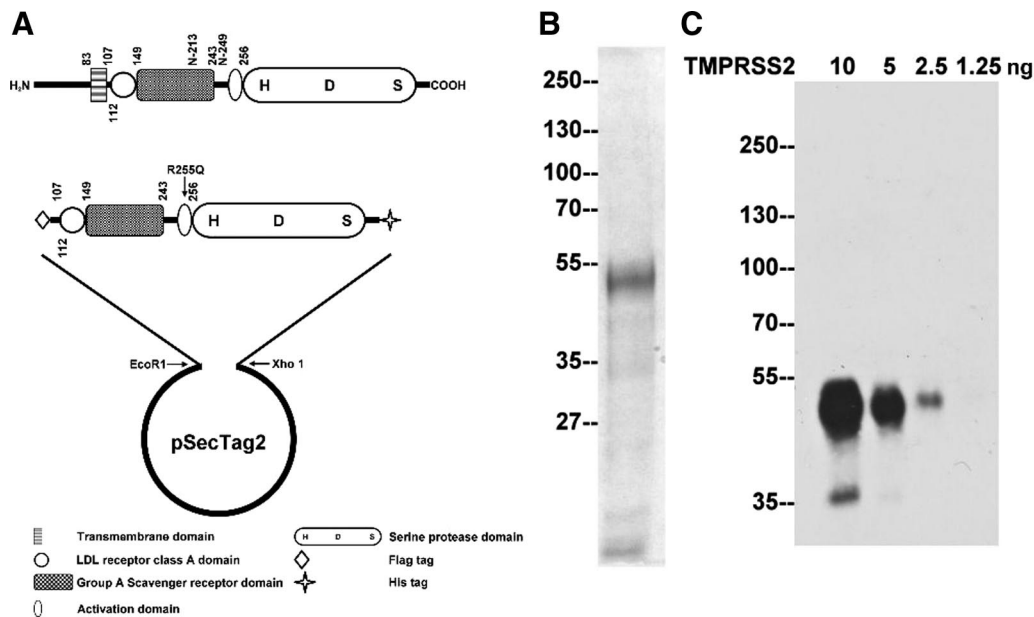 A
83
107
149
N-213
243
N-249
256
H₂N
H D S
COOH
112
R255Q
107
149
243
256
H D S
112
EcoR1
Xho 1
pSecTag2
Transmembrane domain
LDL receptor class A domain
Group A Scavenger receptor domain
Activation domain
H D S
Serine protease domain
Flag tag
His tag
B
250--
130--
100--
70--
55--
35--
27--
C
TMPRSS2 10 5 2.5 1.25 ng
250--
130--
100--
70--
55--
35--